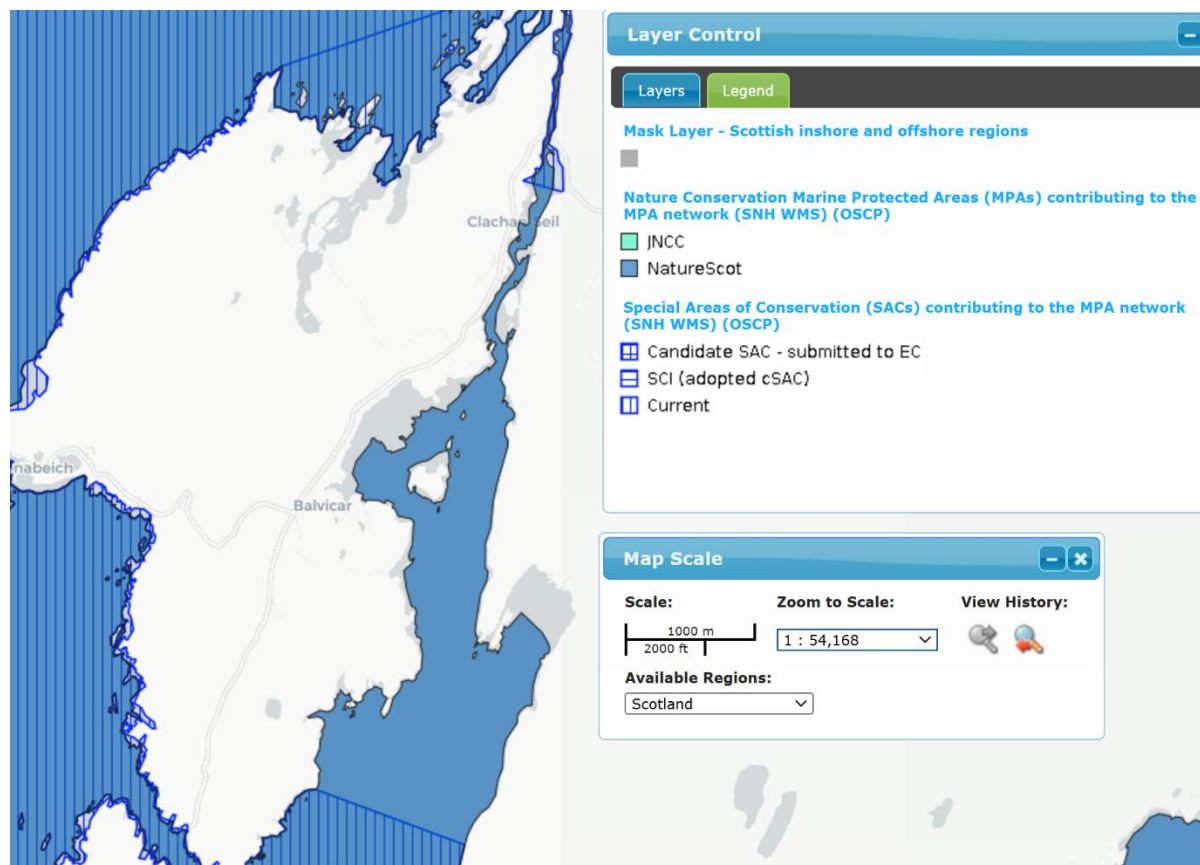 Layer Control
Layers
Legend
Mask Layer - Scottish inshore and offshore regions
Nature Conservation Marine Protected Areas (MPAs) contributing to the
MPA network (SNH WMS) (OSCP)
JNCC
NatureScot
Special Areas of Conservation (SACs) contributing to the MPA network
(SNH WMS) (OSCP)
Candidate SAC - submitted to EC
SCI (adopted cSAC)
Current
Clachan Seil
nabeich
Balvicar
Map Scale
Scale:
Zoom to Scale:
View History:
1000 m
2000 ft
1 : 54,168
Available Regions:
Scotland